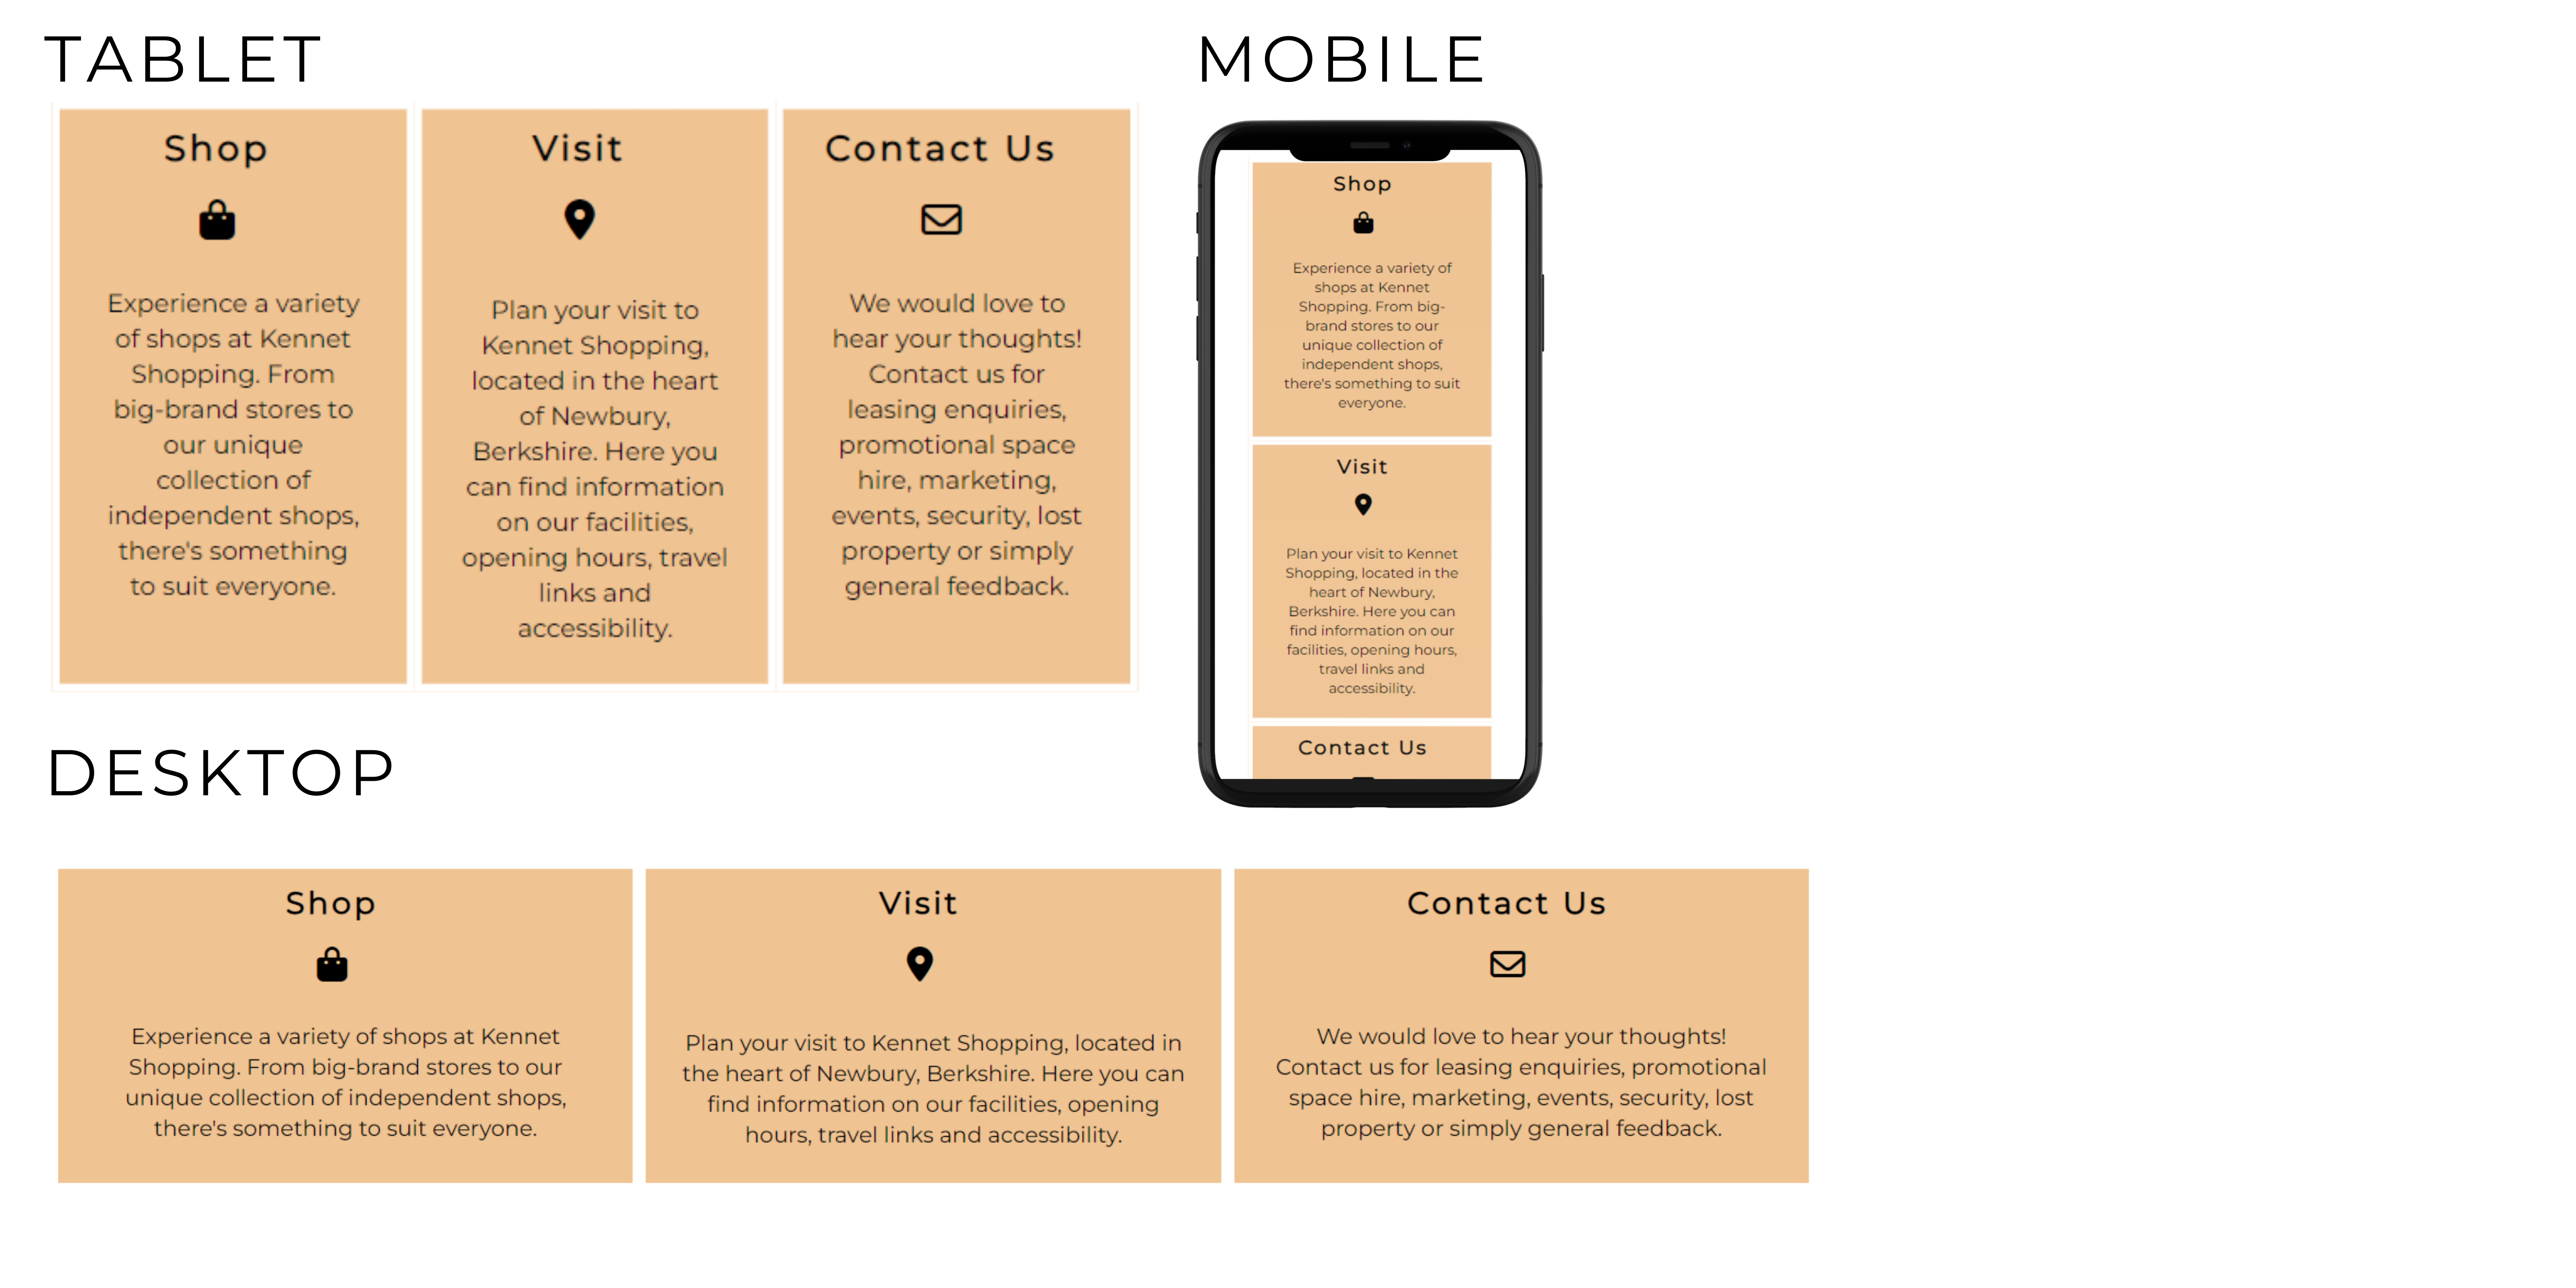 TABLET
Shop
Experience a variety
of shops at Kennet
Shopping. From
big-brand stores to
our unique
collection of
independent shops,
there's something
to suit everyone.
Visit
Plan your visit to
Kennet Shopping,
located in the heart
of Newbury,
Berkshire. Here you
can find information
on our facilities,
opening hours, travel
links and
accessibility.
Contact Us
We would love to
hear your thoughts!
Contact us for
leasing enquiries,
promotional space
hire, marketing,
events, security, lost
property or simply
general feedback.
MOBILE
Shop
Experience a variety of
shops at Kennet
Shopping. From big-
brand stores to our
unique collection of
independent shops,
there's something to suit
everyone.
Visit
Plan your visit to Kennet
Shopping, located in the
heart of Newbury,
Berkshire. Here you can
find information on our
facilities, opening hours,
travel links and
accessibility.
Contact Us
DESKTOP
Shop
Experience a variety of shops at Kennet
Shopping. From big-brand stores to our
unique collection of independent shops,
there's something to suit everyone.
Visit
Plan your visit to Kennet Shopping, located in
the heart of Newbury, Berkshire. Here you can
find information on our facilities, opening
hours, travel links and accessibility.
Contact Us
We would love to hear your thoughts!
Contact us for leasing enquiries, promotional
space hire, marketing, events, security, lost
property or simply general feedback.